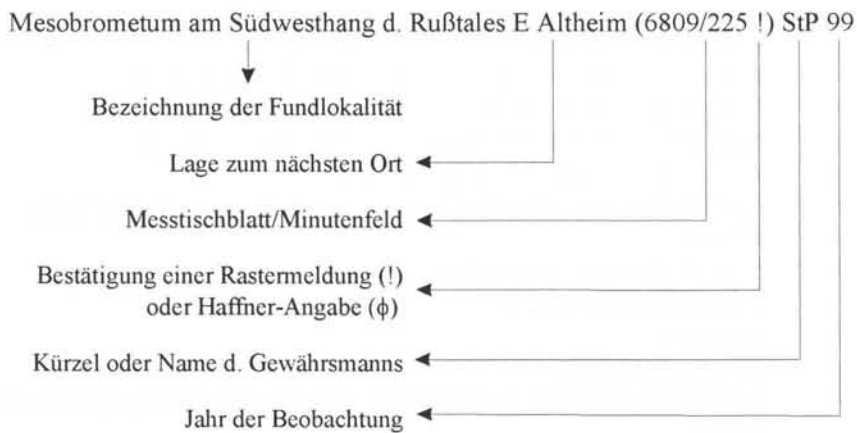 Mesobrometum am Südwesthang d. Rußtales E Altheim (6809/225 !) StP 99
Bezeichnung der Fundlokalität
Lage zum nächsten Ort
Messtischblatt/Minutenfeld
Bestätigung einer Rastermeldung (!)
oder Haffner-Angabe (ϕ)
Kürzel oder Name d. Gewährsmanns
Jahr der Beobachtung